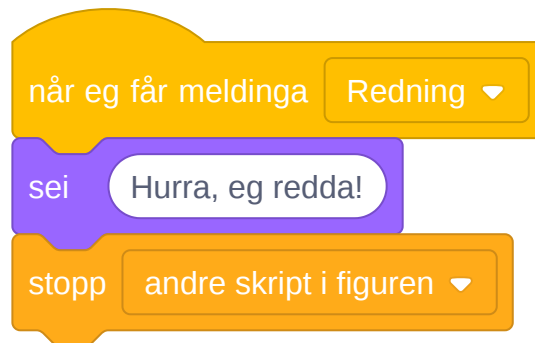 når eg får meldinga Redning
sei Hurra, eg redda!
stopp andre skript i figuren